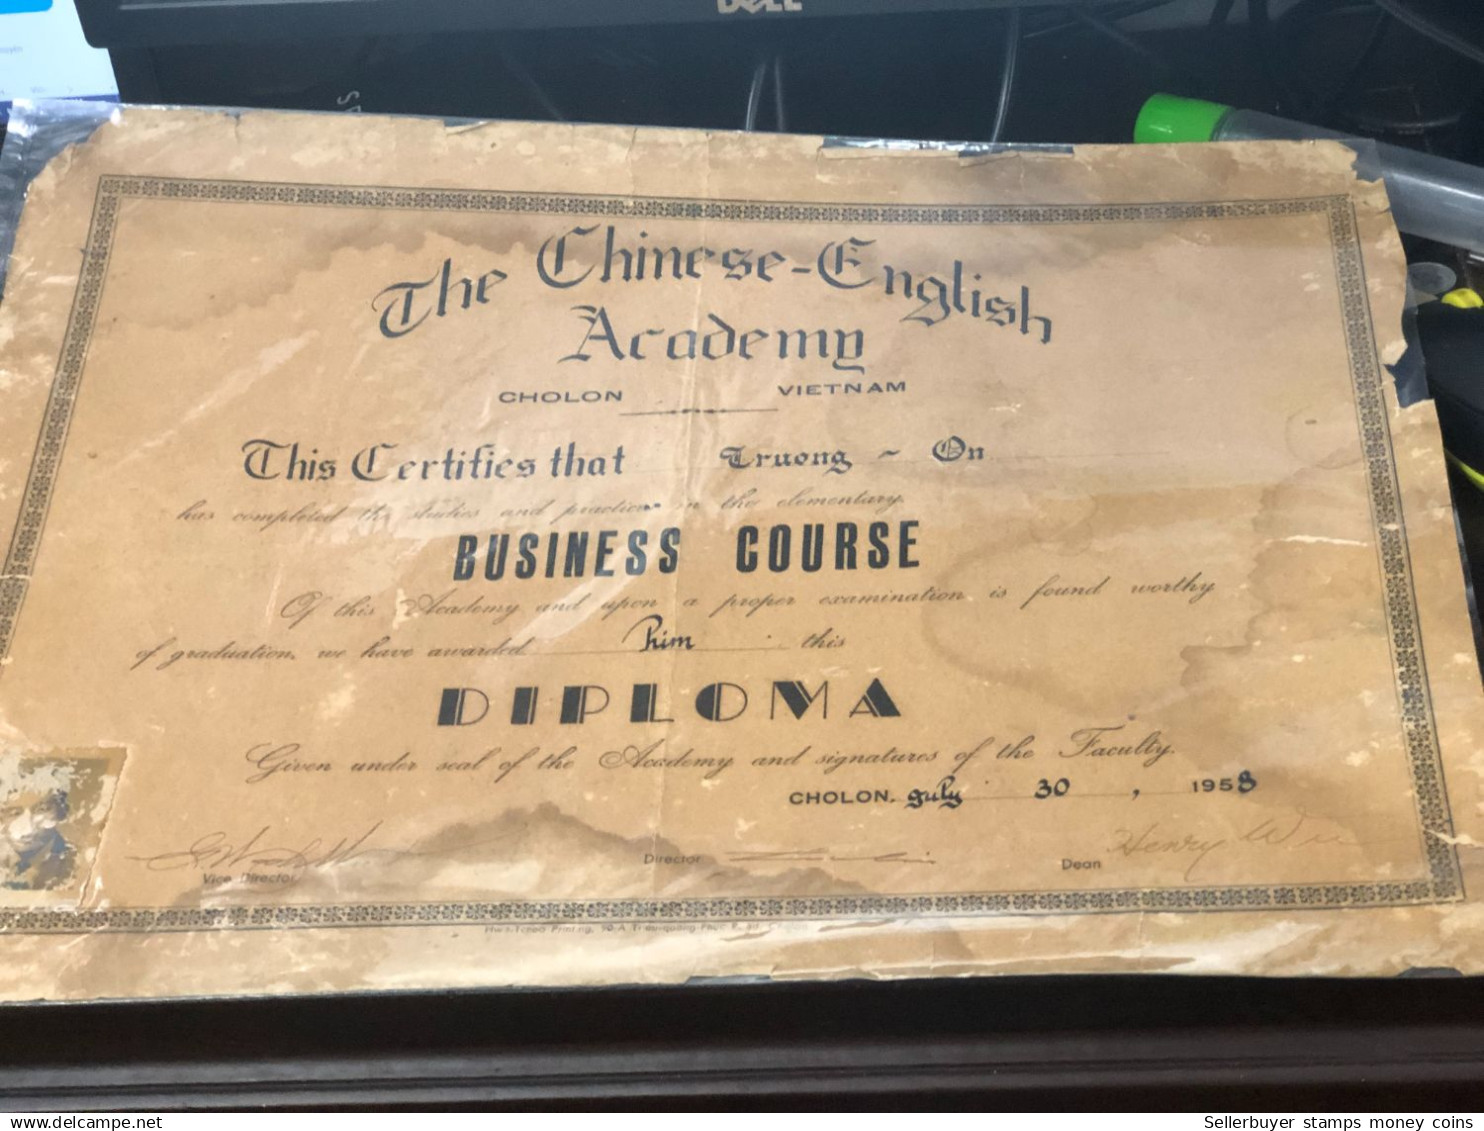 DELL
The Chinese-English
Academy
CHOLON VIETNAM
This Certifies that Truong - On
has completed the studies and practice in the elementary
BUSINESS COURSE
Of this Academy and upon a proper examination is found worthy
of graduation, we have awarded him this
DIPLOMA
Given under seal of the Academy and signatures of the Faculty.
CHOLON, July 30, 1958
Vice Director
Director
Dean Henry
Printing, 90-A
delcampe.net
Sellerbuyer stamps money coins